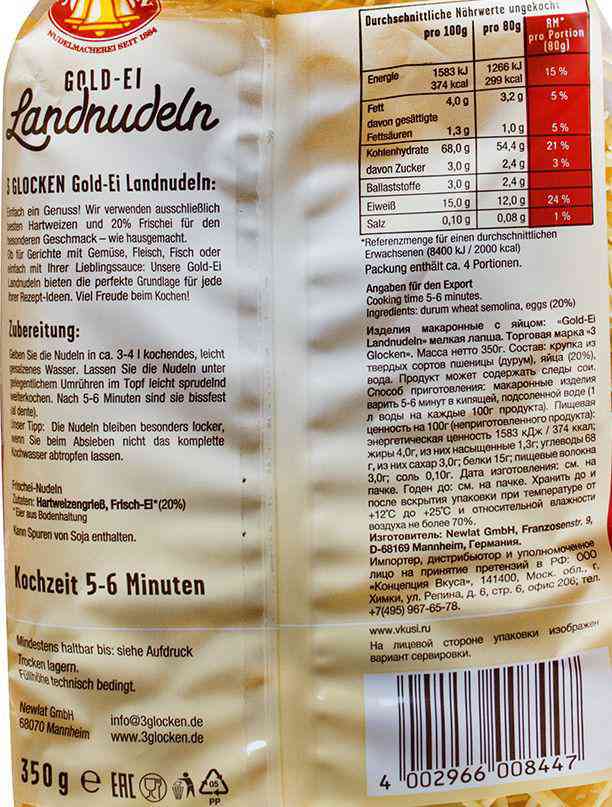 NUDELMACHEREI SEIT 1884
GOLD-EI
Landnudeln
3 GLOCKEN Gold-Ei Landnudeln:
Einfach ein Genuss! Wir verwenden ausschließlich
besten Hartweizen und 20% Frischei für den
besonderen Geschmack – wie hausgemacht.
Ob für Gerichte mit Gemüse, Fleisch, Fisch oder
einfach mit Ihrer Lieblingssauce: Unsere Gold-Ei
Landnudeln bieten die perfekte Grundlage für jede
Ihrer Rezept-Ideen. Viel Freude beim Kochen!
Zubereitung:
Geben Sie die Nudeln in ca. 3-4 l kochendes, leicht
gesalzenes Wasser. Lassen Sie die Nudeln unter
gelegentlichem Umrühren im Topf leicht sprudelnd
weiterkochen. Nach 5-6 Minuten sind sie bissfest
(al dente).
Unser Tipp: Die Nudeln bleiben besonders locker,
wenn Sie beim Absieben nicht das komplette
Kochwasser abtropfen lassen.
Frischei-Nudeln
Zutaten: Hartweizengrieß, Frisch-Ei*(20%)
*Eier aus Bodenhaltung
Kann Spuren von Soja enthalten.
Kochzeit 5-6 Minuten
Mindestens haltbar bis: siehe Aufdruck
Trocken lagern.
Füllhöhe technisch bedingt.
Newlat GmbH
68070 Mannheim
info@3glocken.de
www.3glocken.de
350 g e EAC
05
PP
Durchschnittliche Nährwerte ungekocht
pro 100g pro 80g RM* pro Portion (80g)
Energie 1583 kJ 374 kcal 1266 kJ 299 kcal 15 %
Fett 4,0 g 3,2 g 5 %
davon gesättigte
Fettsäuren 1,3 g 1,0 g 5 %
Kohlenhydrate 68,0 g 54,4 g 21 %
davon Zucker 3,0 g 2,4 g 3 %
Ballaststoffe 3,0 g 2,4 g
Eiweiß 15,0 g 12,0 g 24 %
Salz 0,10 g 0,08 g 1 %
*Referenzmenge für einen durchschnittlichen
Erwachsenen (8400 kJ / 2000 kcal)
Packung enthält ca. 4 Portionen.
Angaben für den Export
Cooking time 5-6 minutes.
Ingredients: durum wheat semolina, eggs (20%)
Изделия макаронные с яйцом: «Gold-Ei
Landnudeln» мелкая лапша. Торговая марка «3
Glocken». Масса нетто 350г. Состав: крупка из
твердых сортов пшеницы (дурум), яйца (20%),
вода. Продукт может содержать следы сои.
Способ приготовления: макаронные изделия
варить 5-6 минут в кипящей, подсоленной воде (1
л воды на каждые 100г продукта). Пищевая
ценность на 100г (неприготовленного продукта):
энергетическая ценность 1583 кДж / 374 ккал;
жиры 4,0г, из них насыщенные 1,3г; углеводы 68
г, из них сахар 3,0г; белки 15г; пищевые волокна
3,0г; соль 0,10г. Дата изготовления: см. на
пачке. Годен до: см. на пачке. Хранить до и
после вскрытия упаковки при температуре от
+12°C до +25°C и относительной влажности
воздуха не более 70%.
Изготовитель: Newlat GmbH, Franzosenstr. 9,
D-68169 Mannheim, Германия.
Импортер, дистрибьютор и уполномоченное
лицо на принятие претензий в РФ: ООО
«Концепция Вкуса», 141400, Моск. обл., г.
Химки, ул. Репина, д. 6, стр. 6, офис 206; тел.
+7(495) 967-65-78.
www.vkusi.ru
На лицевой стороне упаковки изображен
вариант сервировки.
4 002966 008447